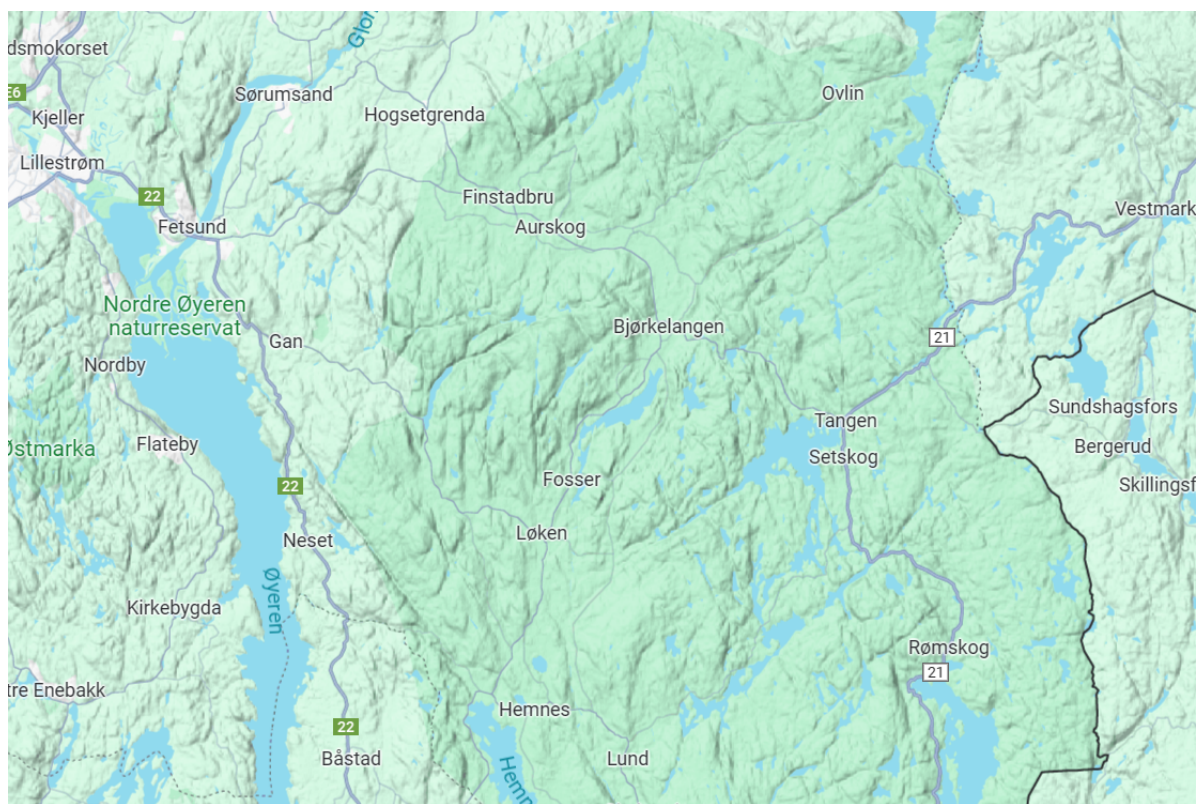 dsmokorset
Glon
E6
Kjeller
Sørumsand
Hogsetgrenda
Ovlin
Lillestrøm
22
Finstadbru
Vestmark
Fetsund
Aurskog
Nordre Øyeren
naturreservat
Bjørkelangen
21
Gan
Nordby
Sundshagsfors
Tangen
Østmarka
Flateby
Bergerud
Setskog
Fosser
22
Skillingsf
Løken
Neset
Øyeren
Kirkebygda
Rømskog
21
tre Enebakk
Hemnes
22
Båstad
Lund
Hemn